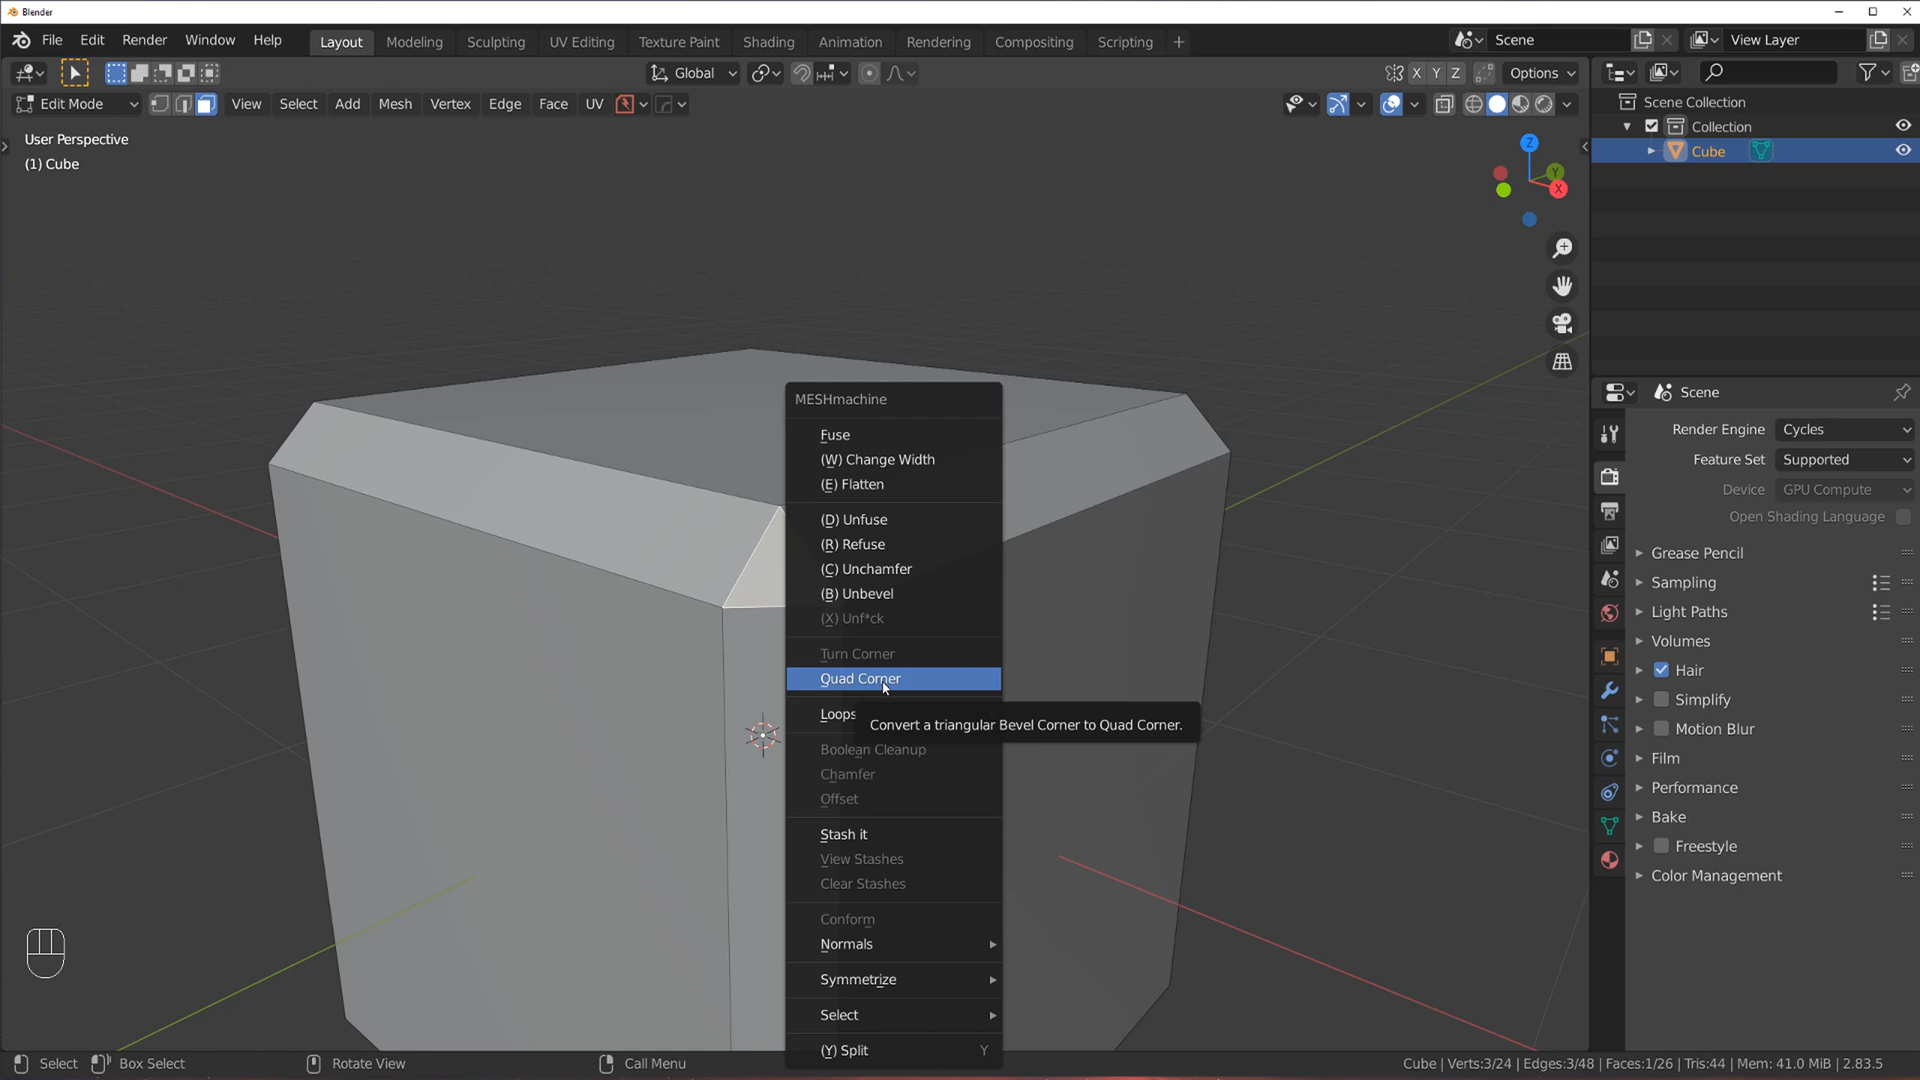 Blender
File Edit Render Window Help
Layout Modeling Sculpting UV Editing Texture Paint Shading Animation Rendering Compositing Scripting +
Scene
View Layer
Global
X Y Z
Options
Edit Mode
View Select Add Mesh Vertex Edge Face UV
User Perspective
(1) Cube
Z
Y
X
Scene Collection
Collection
Cube
MESHmachine
Fuse
(W) Change Width
(E) Flatten
(D) Unfuse
(R) Refuse
(C) Unchamfer
(B) Unbevel
(X) Unf*ck
Turn Corner
Quad Corner
Loops
Convert a triangular Bevel Corner to Quad Corner.
Boolean Cleanup
Chamfer
Offset
Stash it
View Stashes
Clear Stashes
Conform
Normals
Symmetrize
Select
(Y) Split Y
Scene
Render Engine Cycles
Feature Set Supported
Device GPU Compute
Open Shading Language
Grease Pencil
Sampling
Light Paths
Volumes
Hair
Simplify
Motion Blur
Film
Performance
Bake
Freestyle
Color Management
Select
Box Select
Rotate View
Call Menu
Cube | Verts:3/24 | Edges:3/48 | Faces:1/26 | Tris:44 | Mem: 41.0 MiB | 2.83.5